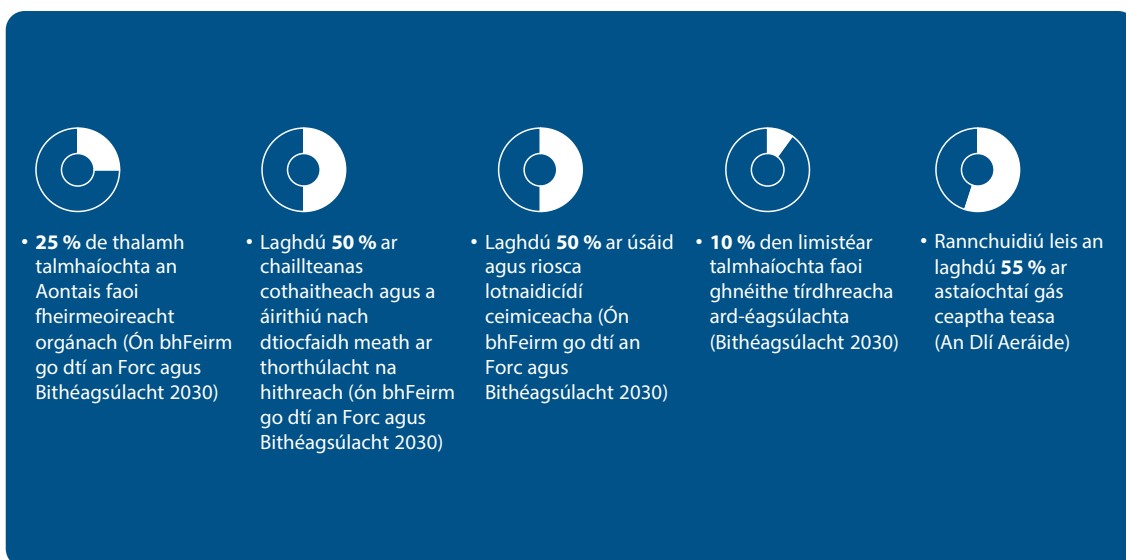 • 25 % de thalamh
talmhaíochta an
Aontais faoi
fheirmeoireacht
orgánach (Ón bhFeirm
go dtí an Forc agus
Bithéagsúlacht 2030)
• Laghdú 50 % ar
chaillteanas
cothaitheach agus a
áirithiú nach
dtiocfaidh meath ar
thorthúlacht na
hithreach (ón bhFeirm
go dtí an Forc agus
Bithéagsúlacht 2030)
• Laghdú 50 % ar úsáid
agus riosca
lotnaidicídí
ceimiceacha (Ón
bhFeirm go dtí an
Forc agus
Bithéagsúlacht 2030)
• 10 % den limistéar
talmhaíochta faoi
ghnéithe tírdhreacha
ard-éagsúlachta
(Bithéagsúlacht 2030)
• Rannchuidiú leis an
laghdú 55 % ar
astaíochtaí gás
ceaptha teasa
(An Dlí Aeráide)